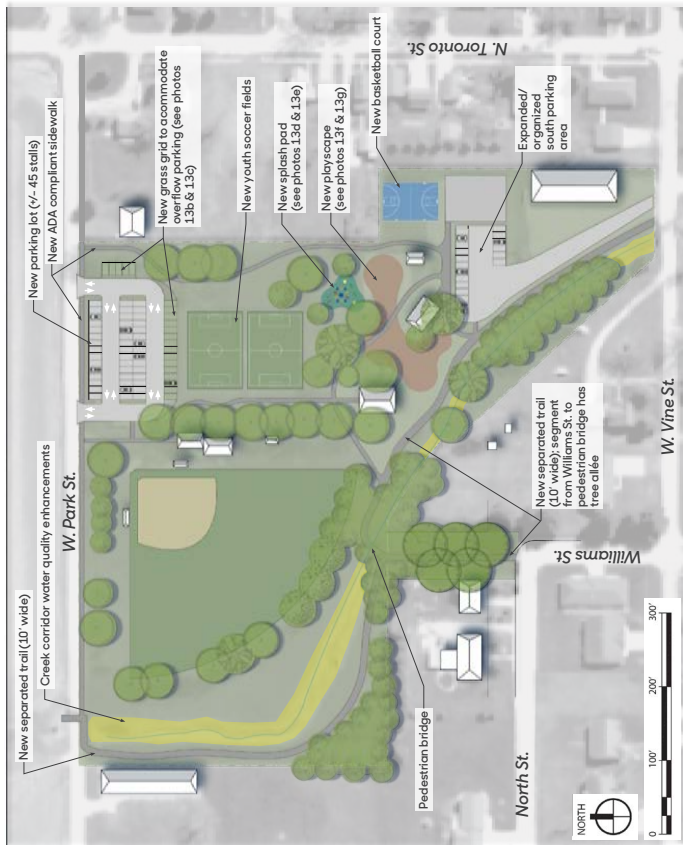 New parking lot (+/- 45 stalls)
New ADA compliant sidewalk
New grass grid to acommodate
overflow parking (see photos
13b & 13c)
New youth soccer fields
New splash pad
(see photos 13d & 13e)
New playscape
(see photos 13f & 13g)
New basketball court
N. Toronto St.
Expanded/
organized
south parking
area
W. Park St.
New separated trail (10' wide)
Creek corridor water quality enhancements
Pedestrian bridge
New separated trail
(10' wide); segment
from Williams St. to
pedestrian bridge has
tree allée
Williams St.
W. Vine St.
North St.
NORTH
0
100'
200'
300'